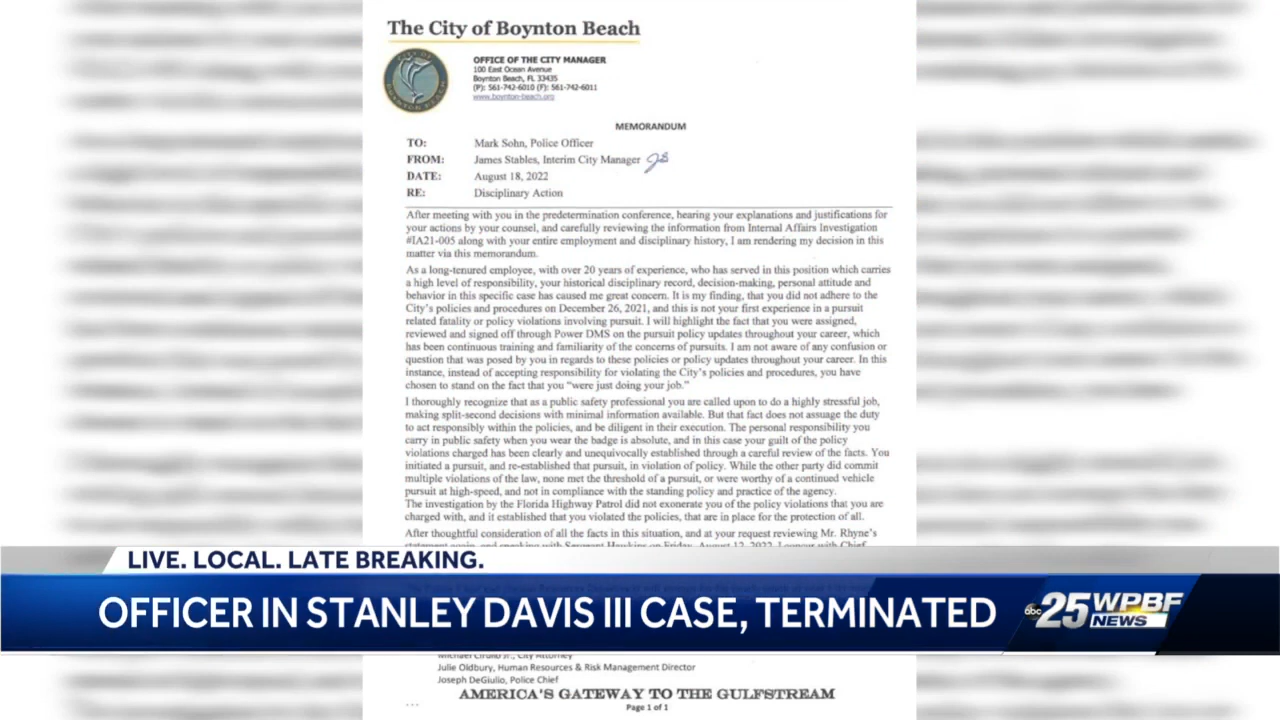 The City of Boynton Beach
OFFICE OF THE CITY MANAGER
100 East Ocean Avenue
Boynton Beach, FL 33435
(P): 561-742-6010 (F): 561-742-6011
www.boynton-beach.org
MEMORANDUM
TO: Mark Sohn, Police Officer
FROM: James Stables, Interim City Manager JS
DATE: August 18, 2022
RE: Disciplinary Action
After meeting with you in the predetermination conference, hearing your explanations and justifications for
your actions by your counsel, and carefully reviewing the information from Internal Affairs Investigation
#IA21-005 along with your entire employment and disciplinary history, I am rendering my decision in this
matter via this memorandum.
As a long-tenured employee, with over 20 years of experience, who has served in this position which carries
a high level of responsibility, your historical disciplinary record, decision-making, personal attitude and
behavior in this specific case has caused me great concern. It is my finding, that you did not adhere to the
City's policies and procedures on December 26, 2021, and this is not your first experience in a pursuit
related fatality or policy violations involving pursuit. I will highlight the fact that you were assigned,
reviewed and signed off through Power DMS on the pursuit policy updates throughout your career, which
has been continuous training and familiarity of the concerns of pursuits. I am not aware of any confusion or
question that was posed by you in regards to these policies or policy updates throughout your career. In this
instance, instead of accepting responsibility for violating the City's policies and procedures, you have
chosen to stand on the fact that you "were just doing your job."
I thoroughly recognize that as a public safety professional you are called upon to do a highly stressful job,
making split-second decisions with minimal information available. But that fact does not assuage the duty
to act responsibly within the policies, and be diligent in their execution. The personal responsibility you
carry in public safety when you wear the badge is absolute, and in this case your guilt of the policy
violations charged has been clearly and unequivocally established through a careful review of the facts. You
initiated a pursuit, and re-established that pursuit, in violation of policy. While the other party did commit
multiple violations of the law, none met the threshold of a pursuit, or were worthy of a continued vehicle
pursuit at high-speed, and not in compliance with the standing policy and practice of the agency.
The investigation by the Florida Highway Patrol did not exonerate you of the policy violations that you are
charged with, and it established that you violated the policies, that are in place for the protection of all.
After thoughtful consideration of all the facts in this situation, and at your request reviewing Mr. Rhyne's
LIVE. LOCAL. LATE BREAKING.
OFFICER IN STANLEY DAVIS III CASE, TERMINATED
abc 25 WPBF NEWS
Michael Cirullo Jr., City Attorney
Julie Oldbury, Human Resources & Risk Management Director
Joseph DeGiulio, Police Chief
AMERICA'S GATEWAY TO THE GULFSTREAM
Page 1 of 1